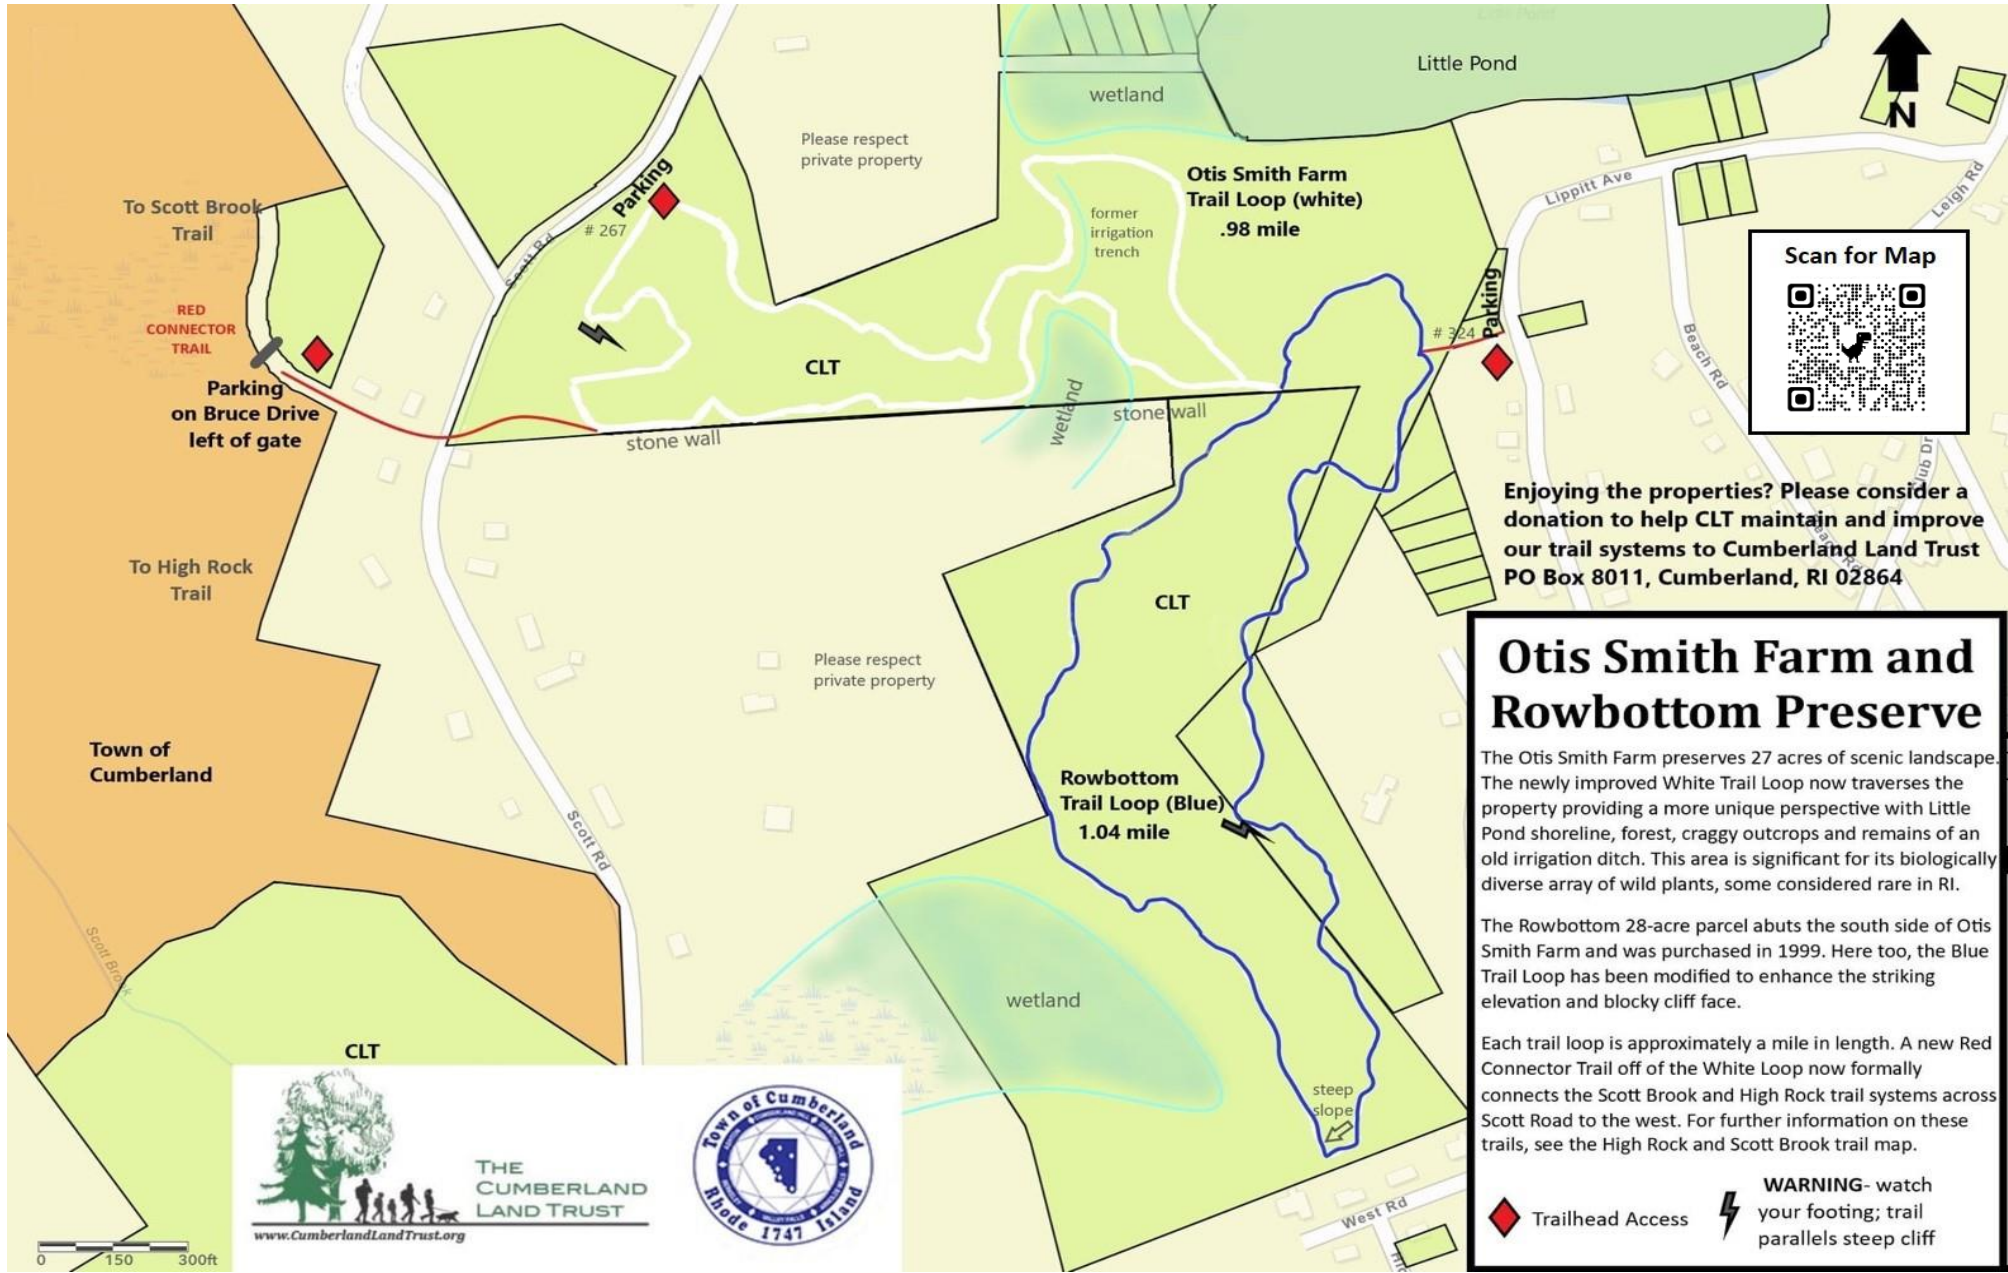 Little Pond
Little Pond
wetland
N
Please respect
private property
Otis Smith Farm
Trail Loop (white)
.98 mile
Parking
# 267
former
irrigation
trench
Lippitt Ave
Leigh Rd
To Scott Brook
Trail
Scott Rd
Scan for Map
RED
CONNECTOR
TRAIL
Parking
# 324
Beach Rd
CLT
Parking
on Bruce Drive
left of gate
stone wall
wetland
stone wall
Club Dr
Beach Rd
Enjoying the properties? Please consider a
donation to help CLT maintain and improve
our trail systems to Cumberland Land Trust
PO Box 8011, Cumberland, RI 02864
To High Rock
Trail
CLT
Please respect
private property
Town of
Cumberland
Scott Rd
Rowbottom
Trail Loop (Blue)
1.04 mile
Scott Brook
wetland
steep
slope
CLT
West Rd
Otis Smith Farm and
Rowbottom Preserve
The Otis Smith Farm preserves 27 acres of scenic landscape.
The newly improved White Trail Loop now traverses the
property providing a more unique perspective with Little
Pond shoreline, forest, craggy outcrops and remains of an
old irrigation ditch. This area is significant for its biologically
diverse array of wild plants, some considered rare in RI.
The Rowbottom 28-acre parcel abuts the south side of Otis
Smith Farm and was purchased in 1999. Here too, the Blue
Trail Loop has been modified to enhance the striking
elevation and blocky cliff face.
Each trail loop is approximately a mile in length. A new Red
Connector Trail off of the White Loop now formally
connects the Scott Brook and High Rock trail systems across
Scott Road to the west. For further information on these
trails, see the High Rock and Scott Brook trail map.
Trailhead Access
WARNING- watch
your footing; trail
parallels steep cliff
THE
CUMBERLAND
LAND TRUST
www.CumberlandLandTrust.org
Town of Cumberland
Rhode 1747 Island
0 150 300ft